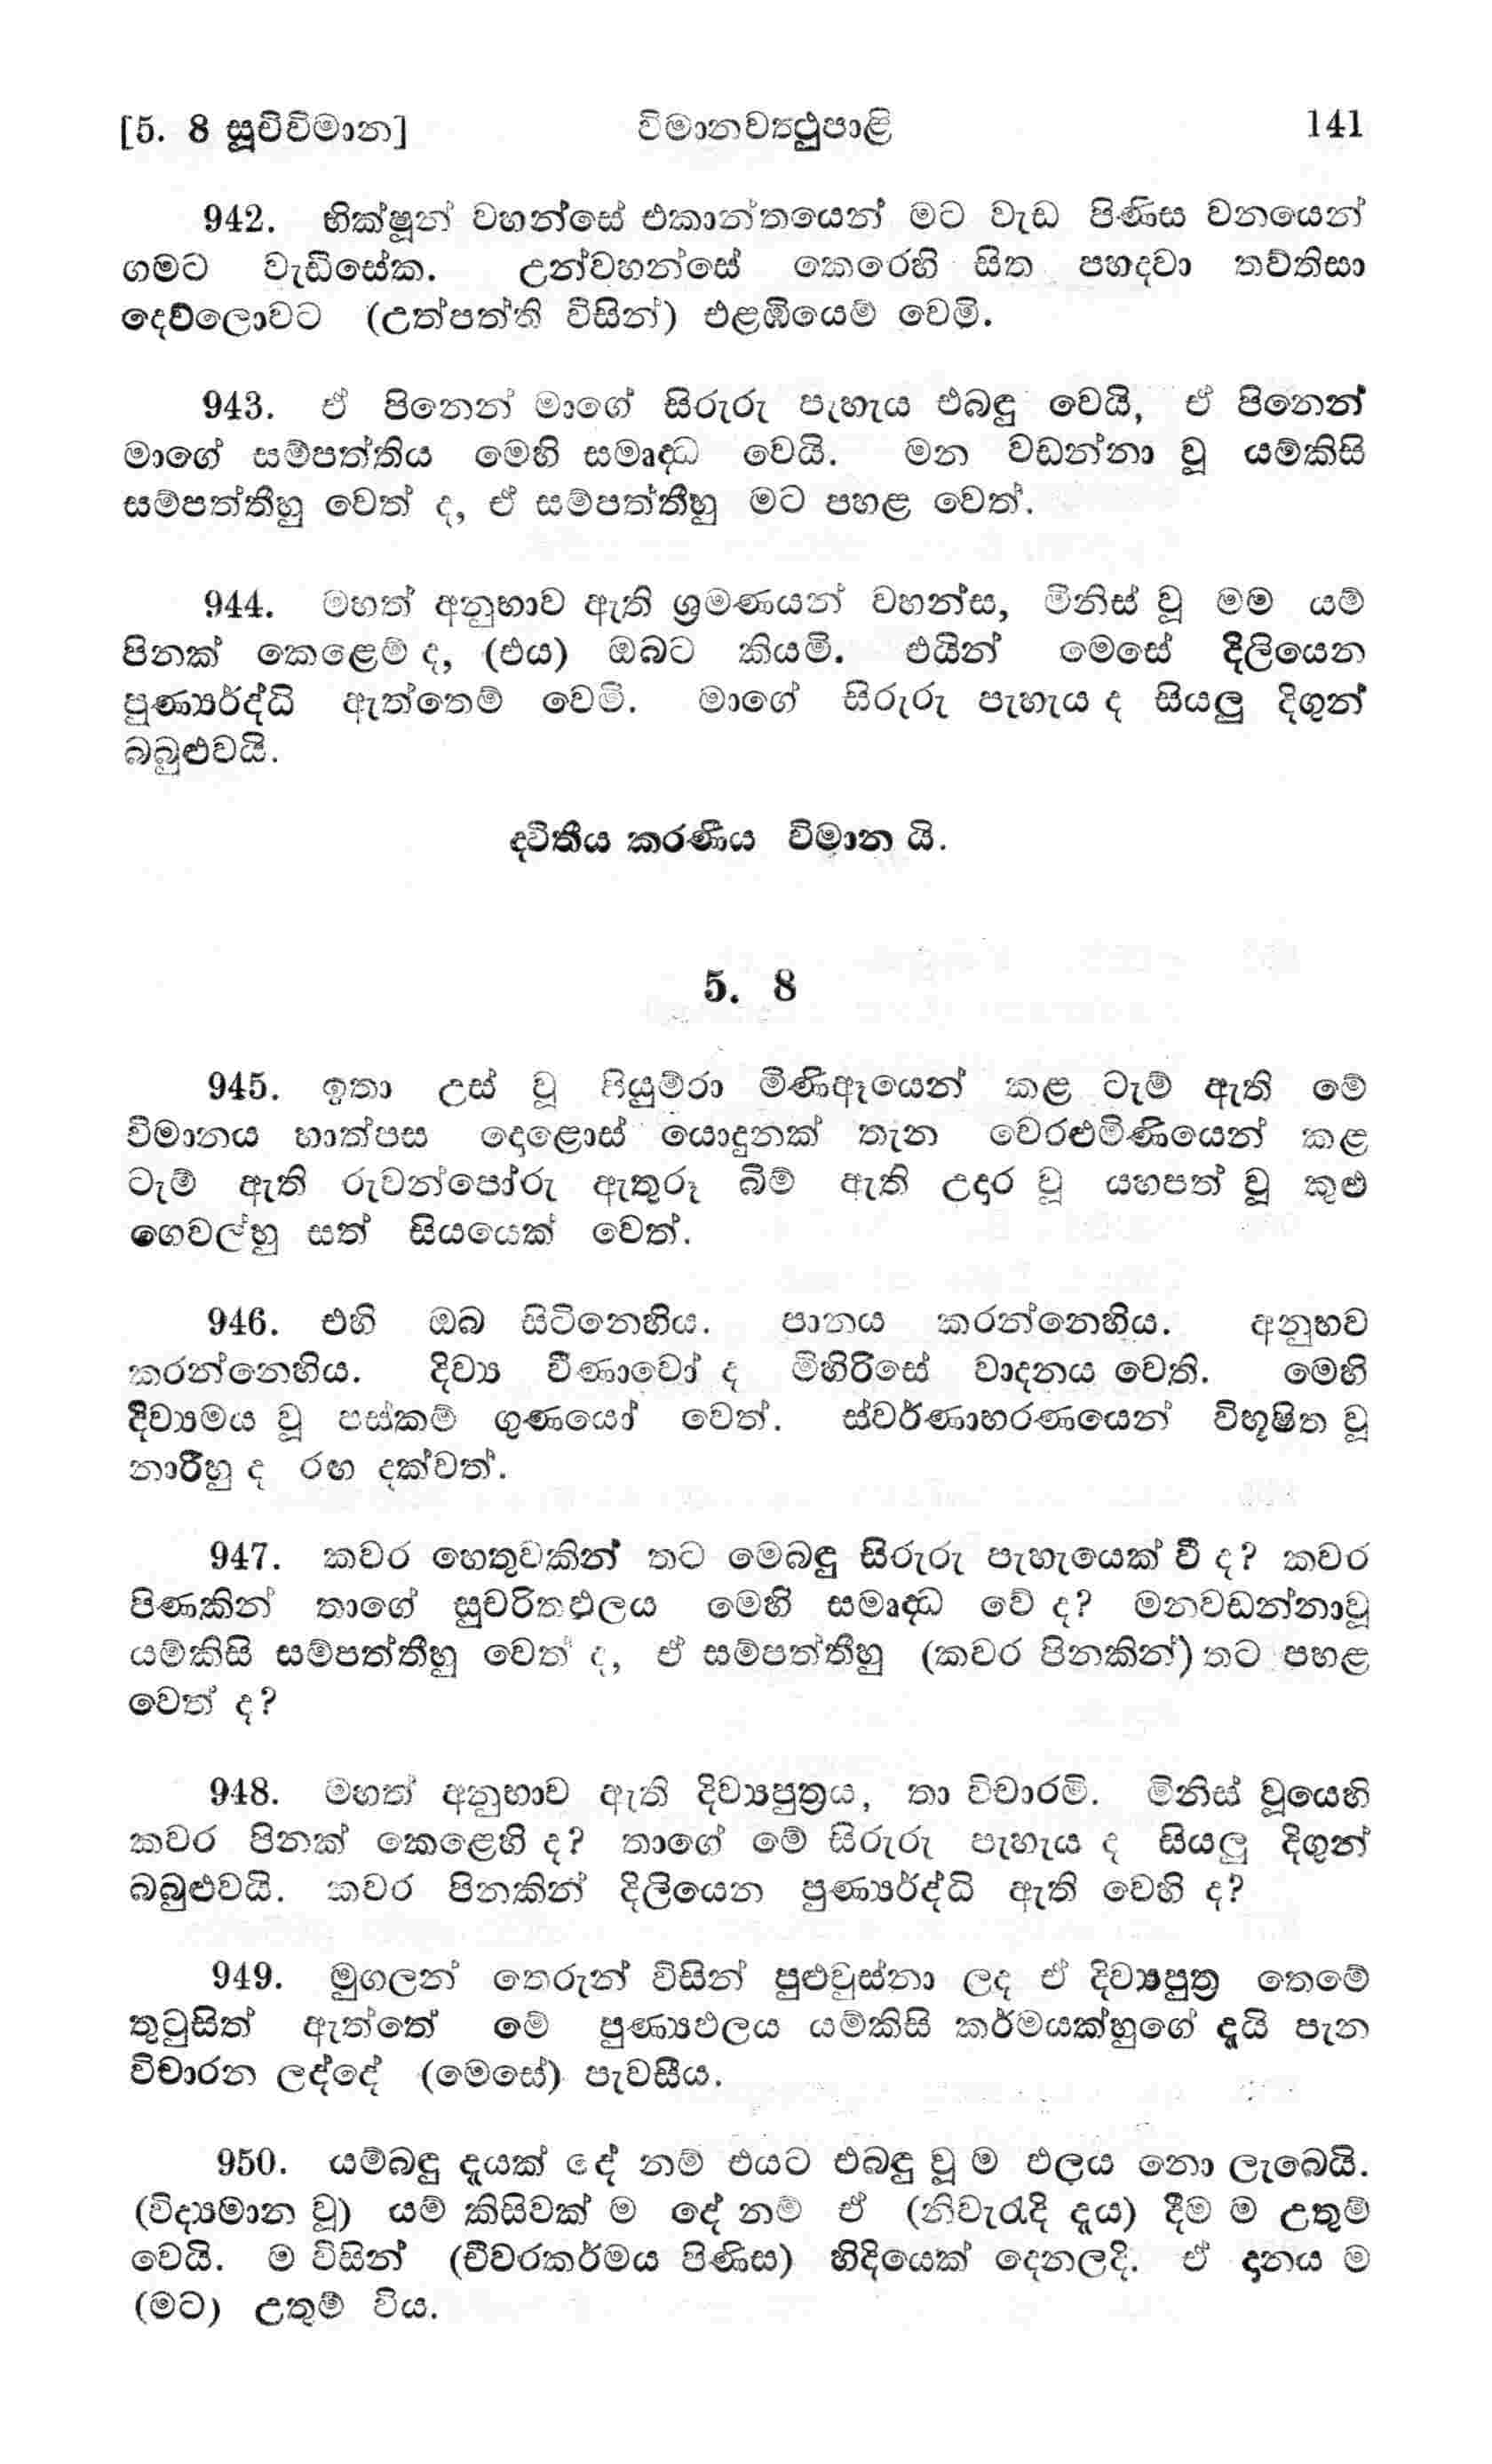 [5. 8 සූචිවිමාන] විමානවත්‍ථුපාළි 141
942. භික්ෂූන් වහන්සේ එකාන්තයෙන් මට වැඩ පිණිස වනයෙන්
ගමට වැඩිසේක. උන්වහන්සේ කෙරෙහි සිත පහදවා තව්තිසා
දෙව්ලොවට (උත්පත්ති විසින්) එළඹියෙම් වෙමි.
943. ඒ පිනෙන් මාගේ සිරුරු පැහැය එබඳු වෙයි, ඒ පිනෙන්
මාගේ සම්පත්තිය මෙහි සමෘද්ධ වෙයි. මන වඩන්නා වූ යම්කිසි
සම්පත්තීහු වෙත් ද, ඒ සම්පත්තීහු මට පහළ වෙත්.
944. මහත් අනුභාව ඇති ශ්‍රමණයන් වහන්ස, මිනිස් වූ මම යම්
පිනක් කෙළෙම් ද, (එය) ඔබට කියමි. එයින් මෙසේ දිලියෙන
පුණ්‍යර්ද්ධි ඇත්තෙම් වෙමි. මාගේ සිරුරු පැහැය ද සියලු දිගුන්
බබුළුවයි.
ද්‍විතීය කරණීය විමාන යි.
5. 8
945. ඉතා උස් වූ පියුම්රා මිණිඇයෙන් කළ ටැම් ඇති මේ
විමානය හාත්පස දොළොස් යොදුනක් තැන වෙරළුමිණියෙන් කළ
ටැම් ඇති රුවන්පෝරු ඇතුරූ බිම් ඇති උදාර වූ යහපත් වූ කුළු
ගෙවල්හු සත් සියයෙක් වෙත්.
946. එහි ඔබ සිටිනෙහිය. පානය කරන්නෙහිය. අනුභව
කරන්නෙහිය. දිව්‍ය වීණාවෝ ද මිහිරිසේ වාදනය වෙති. මෙහි
දිව්‍යමය වූ පස්කම් ගුණයෝ වෙත්. ස්වර්ණාභරණයෙන් විභූෂිත වූ
නාරීහු ද රඟ දක්වත්.
947. කවර හෙතුවකින් තට මෙබඳු සිරුරු පැහැයෙක් වී ද? කවර
පිණකින් තාගේ සුචරිතඵලය මෙහි සමෘද්ධ වේ ද? මනවඩන්නාවූ
යම්කිසි සම්පත්තීහු වෙත් ද, ඒ සම්පත්තීහු (කවර පිනකින්) තට පහළ
වෙත් ද?
948. මහත් අනුභාව ඇති දිව්‍යපුත්‍රය, තා විචාරමි. මිනිස් වූයෙහි
කවර පිනක් කෙළෙහි ද? තාගේ මේ සිරුරු පැහැය ද සියලු දිගුන්
බබුළුවයි. කවර පිනකින් දිලියෙන පුණ්‍යර්ද්ධි ඇති වෙහි ද?
949. මුගලන් තෙරුන් විසින් පුළුවුස්නා ලද ඒ දිව්‍යපුත්‍ර තෙමේ
තුටුසිත් ඇත්තේ මේ පුණ්‍යඵලය යම්කිසි කර්මයක්හුගේ දැයි පැන
විචාරන ලද්දේ (මෙසේ) පැවසීය.
950. යම්බඳු දැයක් දේ නම් එයට එබඳු වූ ම ඵලය නො ලැබෙයි.
(විද්‍යමාන වූ) යම් කිසිවක් ම දේ නම් ඒ (නිවැරැදි දැය) දීම ම උතුම්
වෙයි. ම විසින් (චීවරකර්මය පිණිස) හිදියෙක් දෙනලදි. ඒ දානය ම
(මට) උතුම් විය.